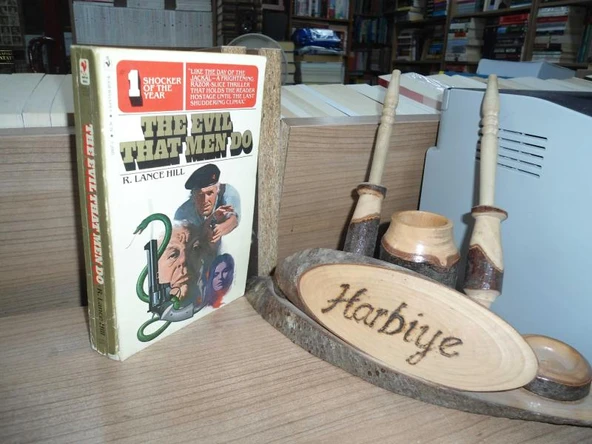 1
SHOCKER
OF THE
YEAR
"LIKE THE DAY OF THE
JACKAL—A FRIGHTENING,
RAZOR-EDGE THRILLER
THAT HOLDS THE READER
HOSTAGE UNTIL THE LAST
SHUDDERING CLIMAX."
THE EVIL
THAT MEN DO
R. LANCE HILL
THE EVIL THAT MEN DO
R. Lance Hill
Harbiye